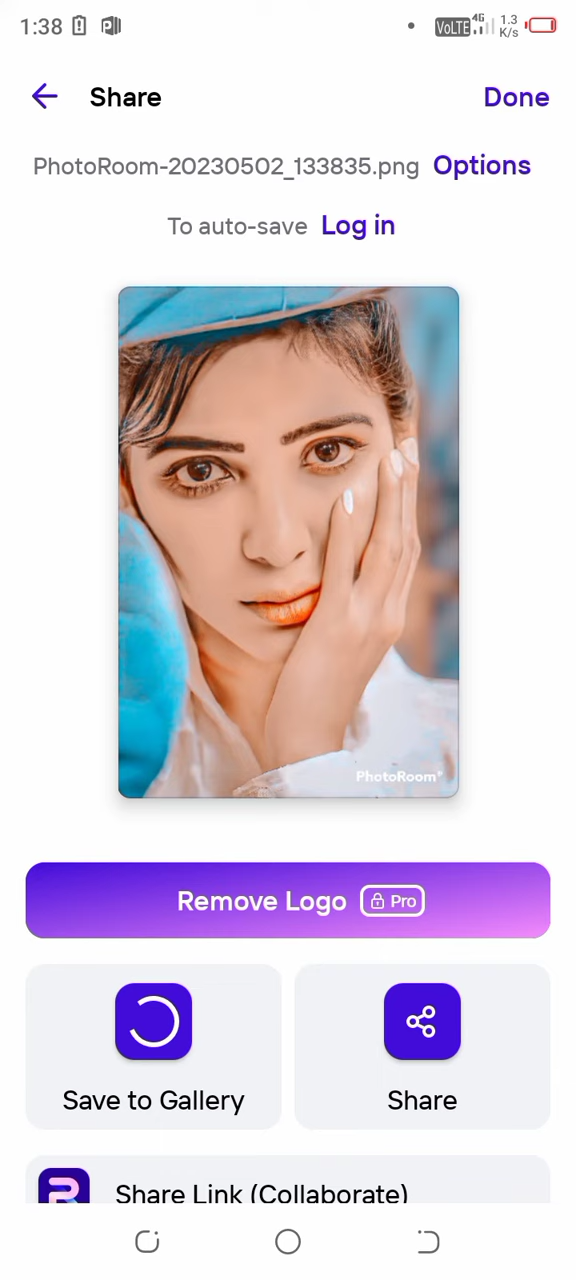 1:38 VoLTE 4G 1.3 K/s
Share Done
PhotoRoom-20230502_133835.png Options
To auto-save Log in
PhotoRoom
Remove Logo Pro
Save to Gallery Share
Share Link (Collaborate)